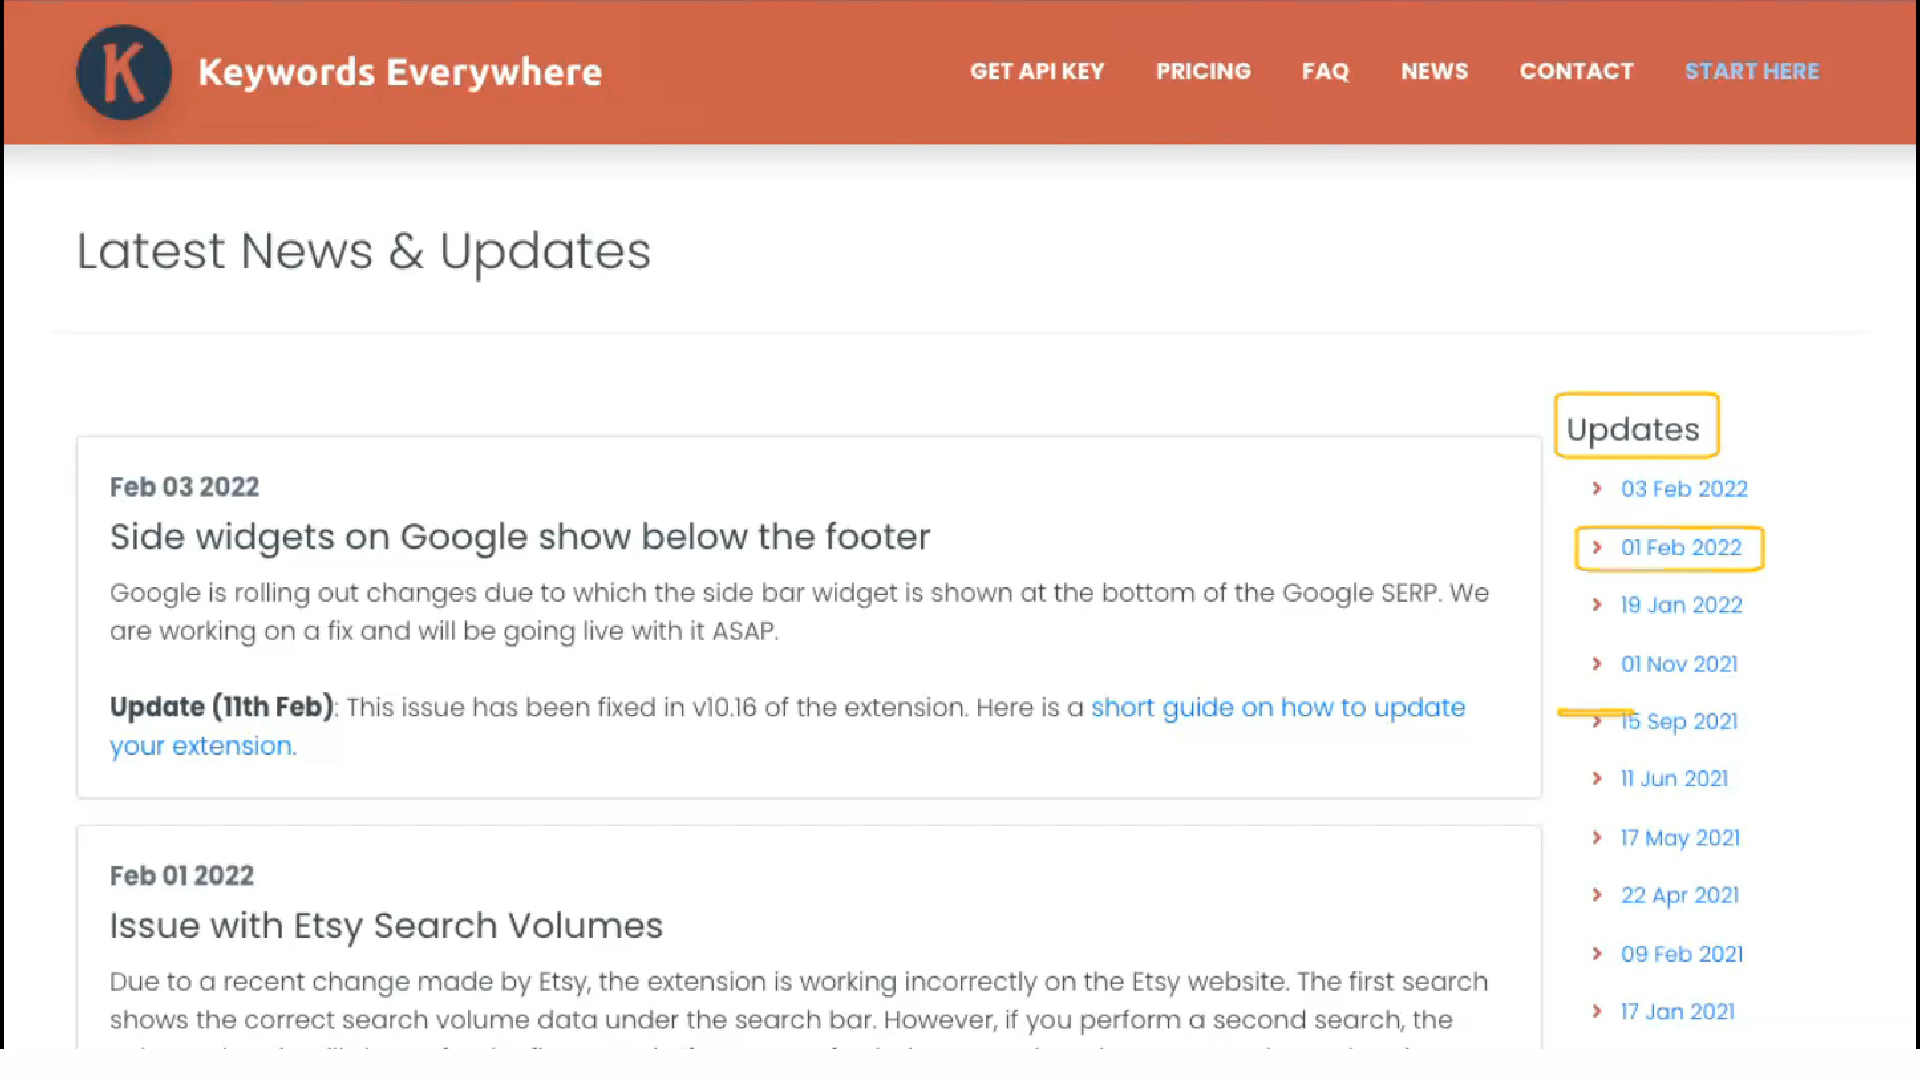 K
Keywords Everywhere
GET API KEY
PRICING
FAQ
NEWS
CONTACT
START HERE
Latest News & Updates
Feb 03 2022
Side widgets on Google show below the footer
Google is rolling out changes due to which the side bar widget is shown at the bottom of the Google SERP. We
are working on a fix and will be going live with it ASAP.
Update (11th Feb): This issue has been fixed in v10.16 of the extension. Here is a short guide on how to update
your extension.
Feb 01 2022
Issue with Etsy Search Volumes
Due to a recent change made by Etsy, the extension is working incorrectly on the Etsy website. The first search
shows the correct search volume data under the search bar. However, if you perform a second search, the
Updates
03 Feb 2022
01 Feb 2022
19 Jan 2022
01 Nov 2021
15 Sep 2021
11 Jun 2021
17 May 2021
22 Apr 2021
09 Feb 2021
17 Jan 2021